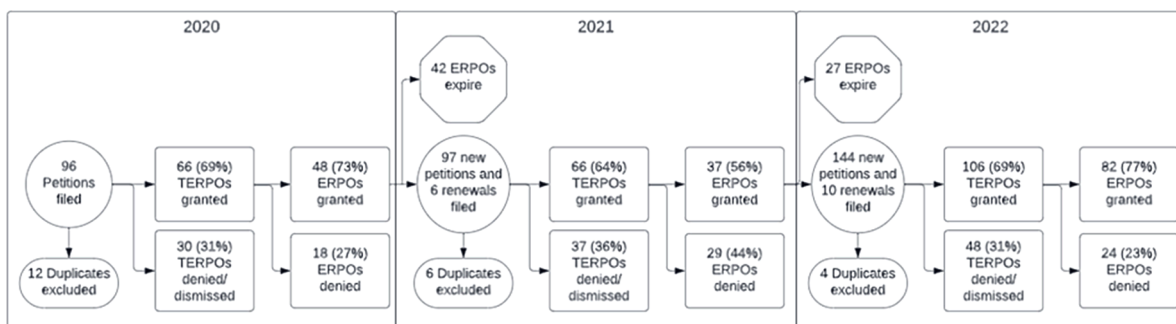 2020
96
Petitions
filed
12 Duplicates
excluded
66 (69%)
TERPOs
granted
30 (31%)
TERPOs
denied/
dismissed
48 (73%)
ERPOs
granted
18 (27%)
ERPOs
denied
2021
42 ERPOs
expire
97 new
petitions and
6 renewals
filed
6 Duplicates
excluded
66 (64%)
TERPOs
granted
37 (36%)
TERPOs
denied/
dismissed
37 (56%)
ERPOs
granted
29 (44%)
ERPOs
denied
2022
27 ERPOs
expire
144 new
petitions and
10 renewals
filed
4 Duplicates
excluded
106 (69%)
TERPOs
granted
48 (31%)
TERPOs
denied/
dismissed
82 (77%)
ERPOs
granted
24 (23%)
ERPOs
denied